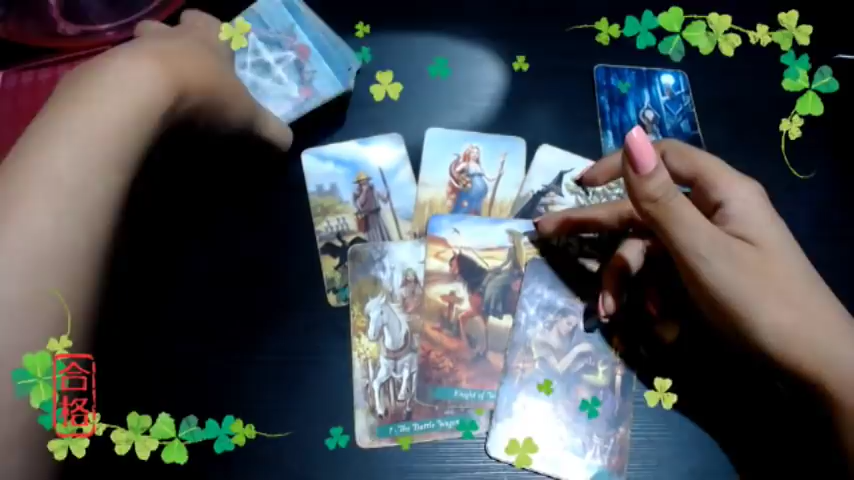 Knight of
7 · The Battle Wagon
合
格